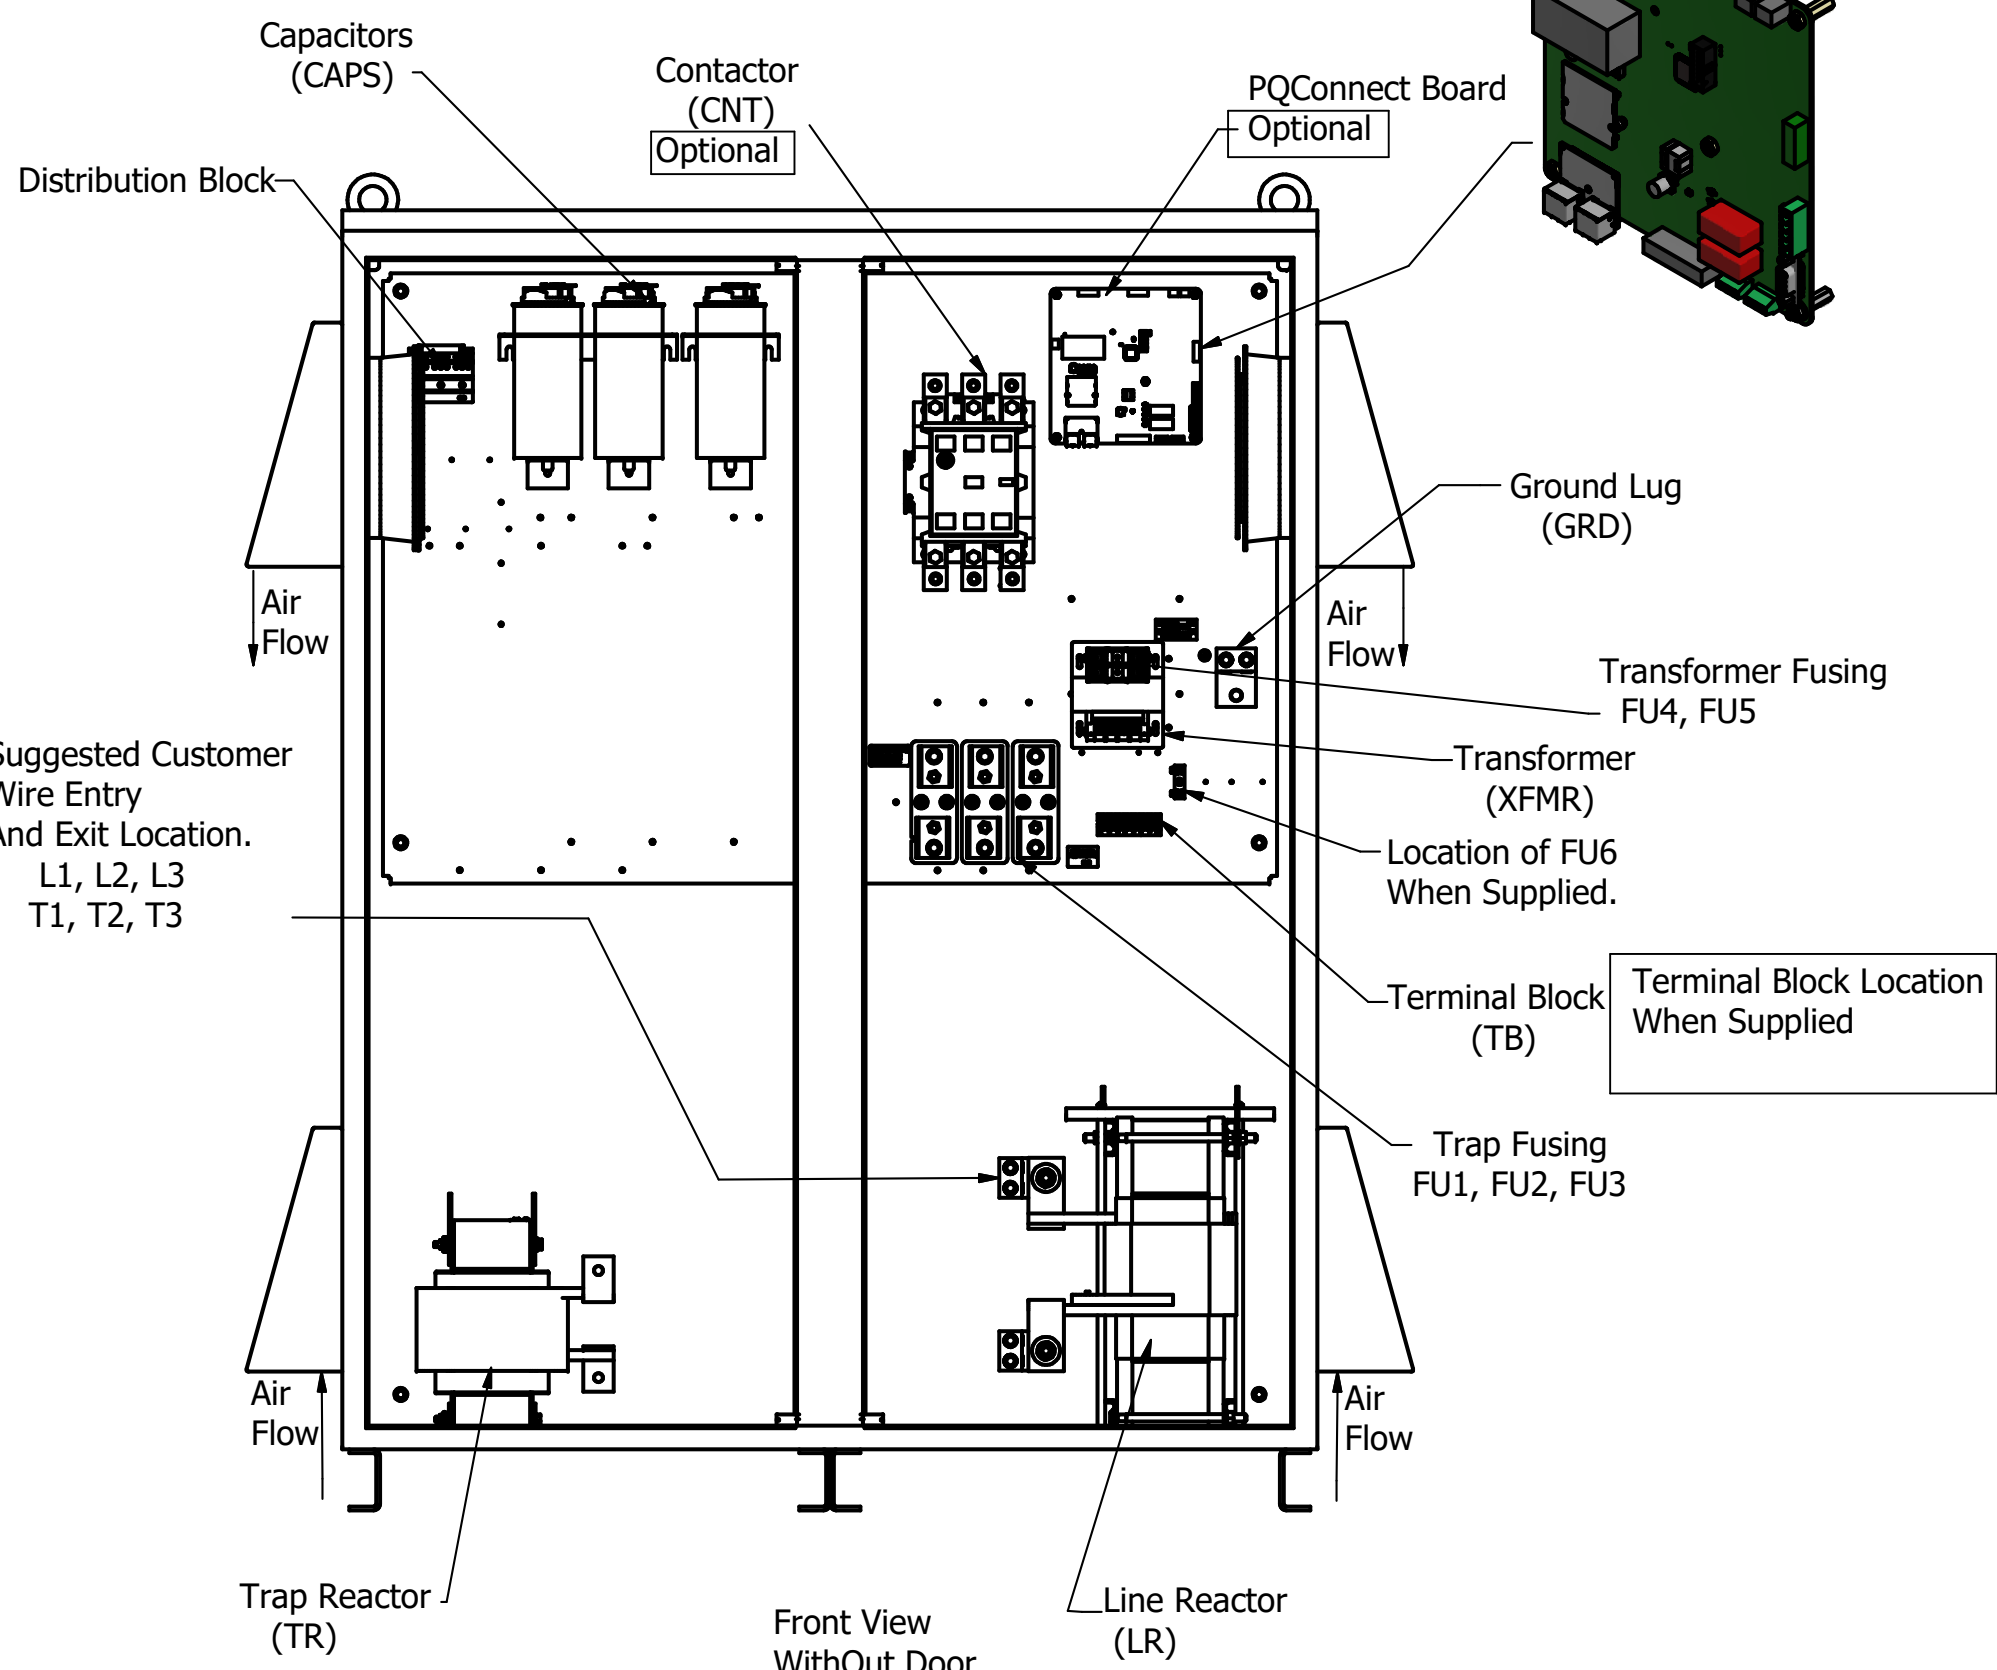 Capacitors
(CAPS)
Contactor
(CNT)
Optional
PQConnect Board
Optional
Distribution Block
Ground Lug
(GRD)
Air
Flow
Air
Flow
Transformer Fusing
FU4, FU5
Suggested Customer
Wire Entry
And Exit Location.
L1, L2, L3
T1, T2, T3
Transformer
(XFMR)
Location of FU6
When Supplied.
Terminal Block
(TB)
Terminal Block Location
When Supplied
Trap Fusing
FU1, FU2, FU3
Air
Flow
Air
Flow
Trap Reactor
(TR)
Line Reactor
(LR)
Front View
WithOut Door